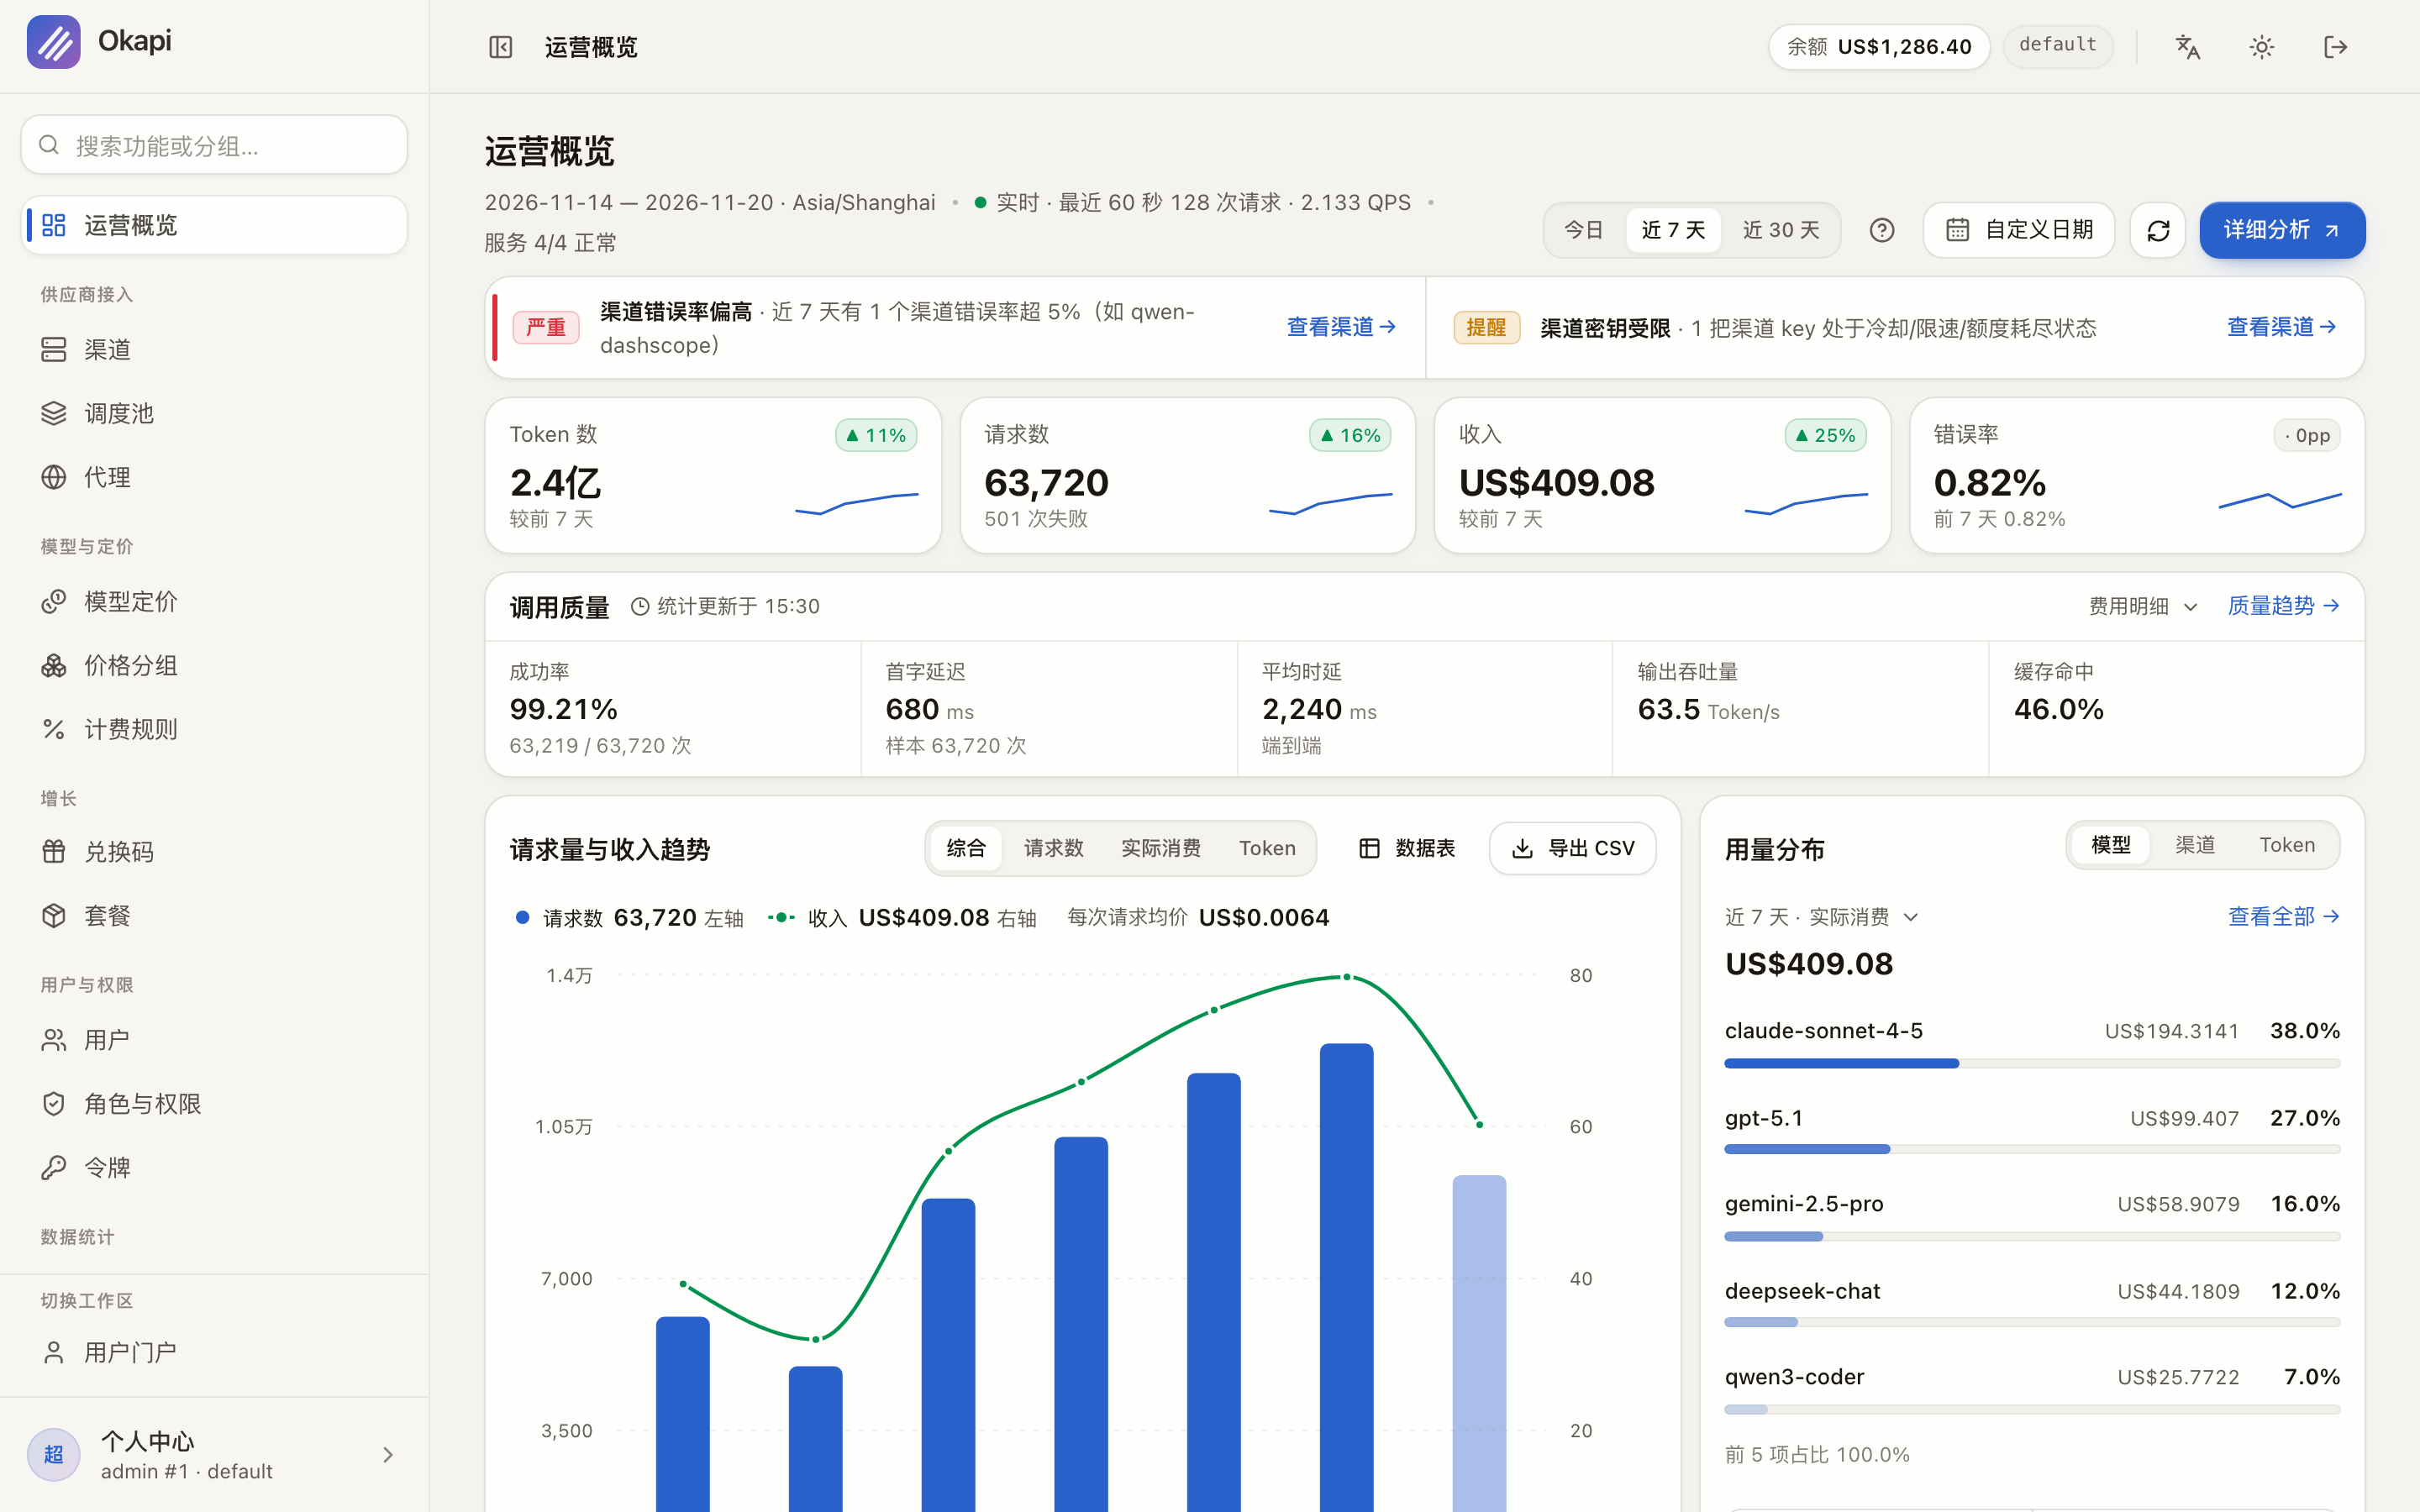 Okapi
搜索功能或分组...
运营概览
供应商接入
渠道
调度池
代理
模型与定价
模型定价
价格分组
计费规则
增长
兑换码
套餐
用户与权限
用户
角色与权限
令牌
数据统计
切换工作区
用户门户
超
个人中心
admin #1 · default
运营概览
余额 US$1,286.40
default
运营概览
2026-11-14 — 2026-11-20 · Asia/Shanghai • 实时 · 最近 60 秒 128 次请求 · 2.133 QPS •
服务 4/4 正常
今日 近 7 天 近 30 天
自定义日期
详细分析
严重
渠道错误率偏高 · 近 7 天有 1 个渠道错误率超 5%（如 qwen-
dashscope）
查看渠道
提醒
渠道密钥受限 · 1 把渠道 key 处于冷却/限速/额度耗尽状态
查看渠道
Token 数
▲ 11%
2.4亿
较前 7 天
请求数
▲ 16%
63,720
501 次失败
收入
▲ 25%
US$409.08
较前 7 天
错误率
· 0pp
0.82%
前 7 天 0.82%
调用质量
统计更新于 15:30
费用明细
质量趋势
成功率
99.21%
63,219 / 63,720 次
首字延迟
680 ms
样本 63,720 次
平均时延
2,240 ms
端到端
输出吞吐量
63.5 Token/s
缓存命中
46.0%
请求量与收入趋势
综合 请求数 实际消费 Token
数据表
导出 CSV
请求数 63,720 左轴 收入 US$409.08 右轴 每次请求均价 US$0.0064
1.4万
1.05万
7,000
3,500
80
60
40
20
用量分布
模型 渠道 Token
近 7 天 · 实际消费
查看全部
US$409.08
claude-sonnet-4-5 US$194.3141 38.0%
gpt-5.1 US$99.407 27.0%
gemini-2.5-pro US$58.9079 16.0%
deepseek-chat US$44.1809 12.0%
qwen3-coder US$25.7722 7.0%
前 5 项占比 100.0%